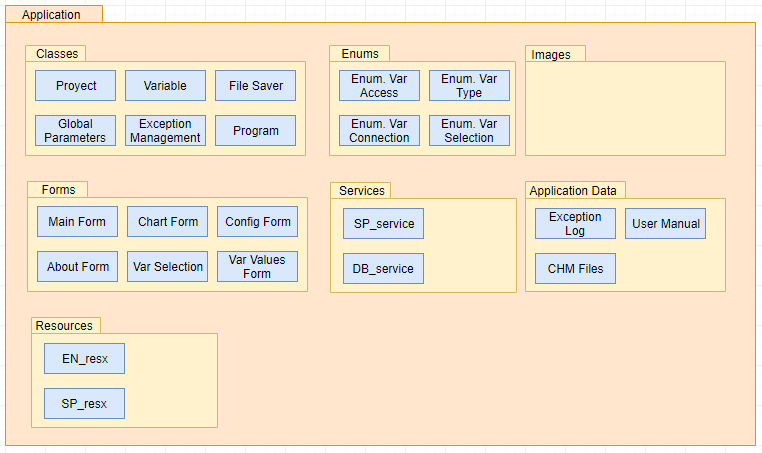 Application
Classes
Proyect
Variable
File Saver
Global
Parameters
Exception
Management
Program
Enums
Enum. Var
Access
Enum. Var
Type
Enum. Var
Connection
Enum. Var
Selection
Images
Forms
Main Form
Chart Form
Config Form
About Form
Var Selection
Var Values
Form
Services
SP_service
DB_service
Application Data
Exception
Log
User Manual
CHM Files
Resources
EN_resx
SP_resx